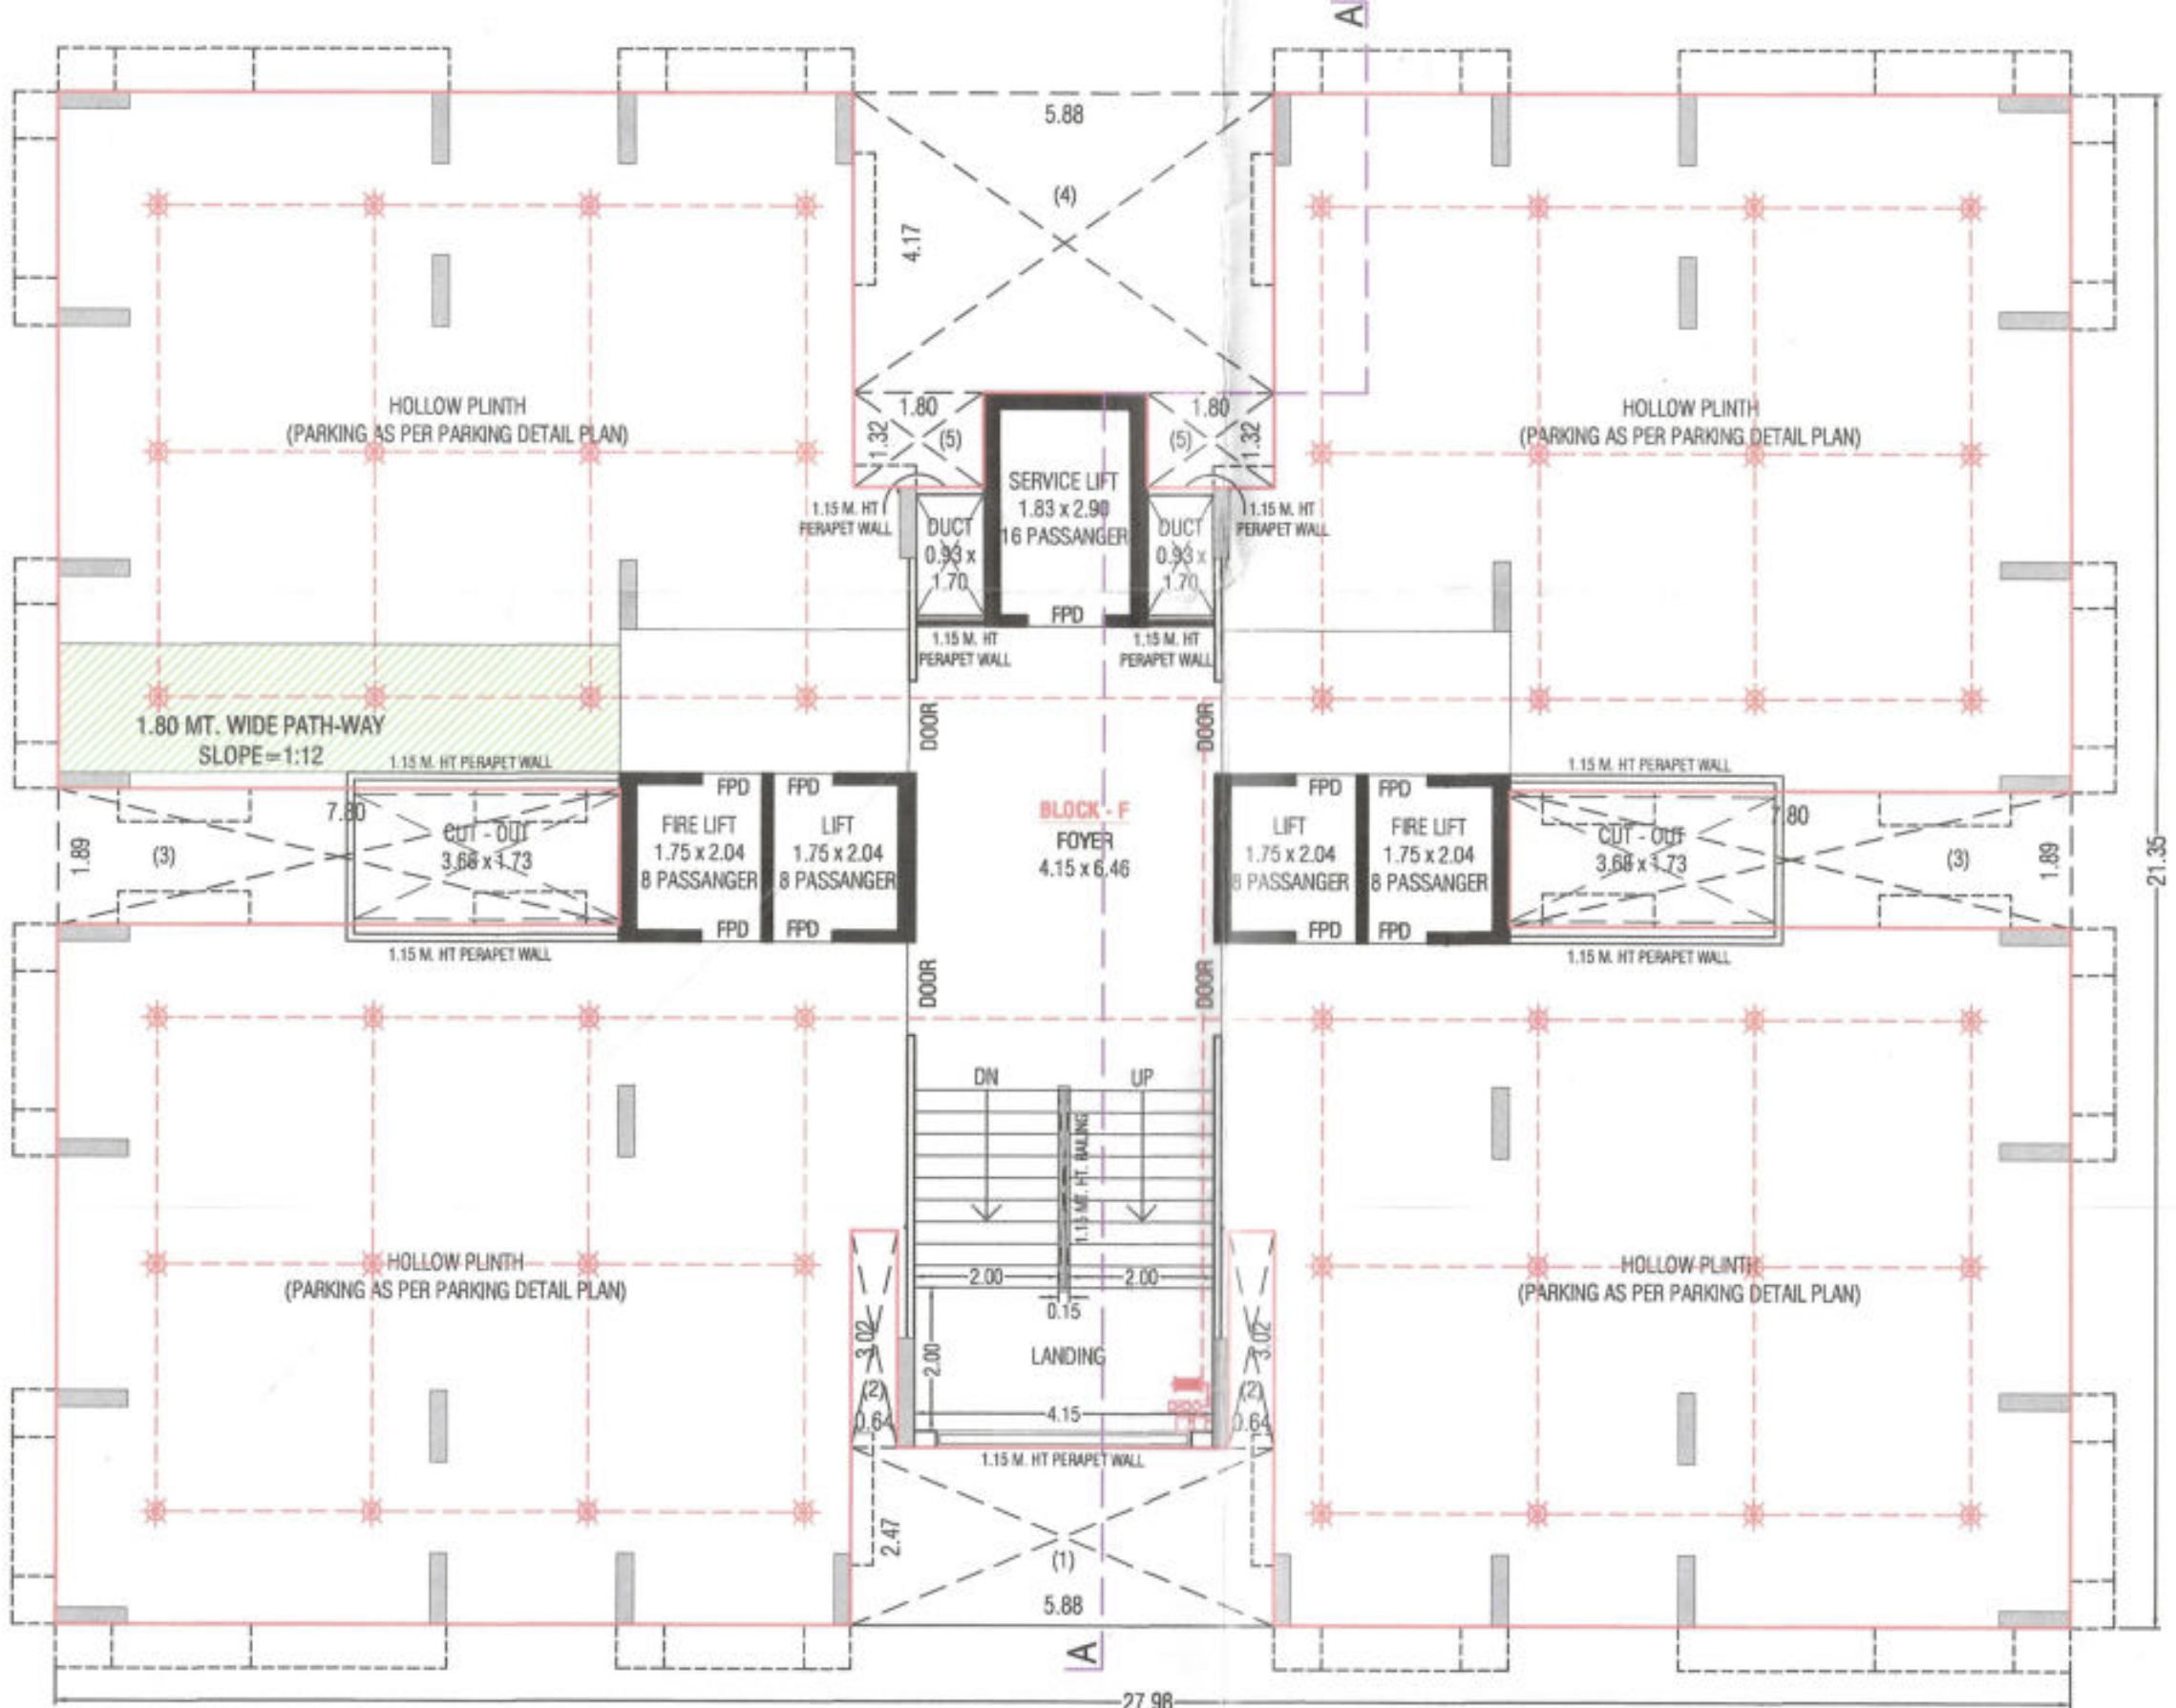 A
5.88
(4)
4.17
HOLLOW PLINTH
(PARKING AS PER PARKING DETAIL PLAN)
HOLLOW PLINTH
(PARKING AS PER PARKING DETAIL PLAN)
1.80
1.32
(5)
1.80
(5)
1.32
SERVICE LIFT
1.83 x 2.90
16 PASSANGER
FPD
1.15 M. HT
PERAPET WALL
1.15 M. HT
PERAPET WALL
DUCT
0.93 x
1.70
DUCT
0.93 x
1.70
1.15 M. HT
PERAPET WALL
1.15 M. HT
PERAPET WALL
1.80 MT. WIDE PATH-WAY
SLOPE=1:12
DOOR
DOOR
1.15 M. HT PERAPET WALL
1.15 M. HT PERAPET WALL
1.89
(3)
7.80
CUT - OUT
3.68 x 1.73
FPD
FIRE LIFT
1.75 x 2.04
8 PASSANGER
FPD
FPD
LIFT
1.75 x 2.04
8 PASSANGER
FPD
BLOCK - F
FOYER
4.15 x 6.46
FPD
LIFT
1.75 x 2.04
8 PASSANGER
FPD
FPD
FIRE LIFT
1.75 x 2.04
8 PASSANGER
FPD
CUT - OUT
3.68 x 1.73
7.80
(3)
1.89
21.35
1.15 M. HT PERAPET WALL
1.15 M. HT PERAPET WALL
DOOR
DOOR
DN
UP
1.15 MT. HT. RAILING
HOLLOW PLINTH
(PARKING AS PER PARKING DETAIL PLAN)
HOLLOW PLINTH
(PARKING AS PER PARKING DETAIL PLAN)
2.00
2.00
0.15
3.02
(2)
0.64
2.00
LANDING
4.15
3.02
(2)
0.64
1.15 M. HT PERAPET WALL
2.47
(1)
5.88
A
27.98